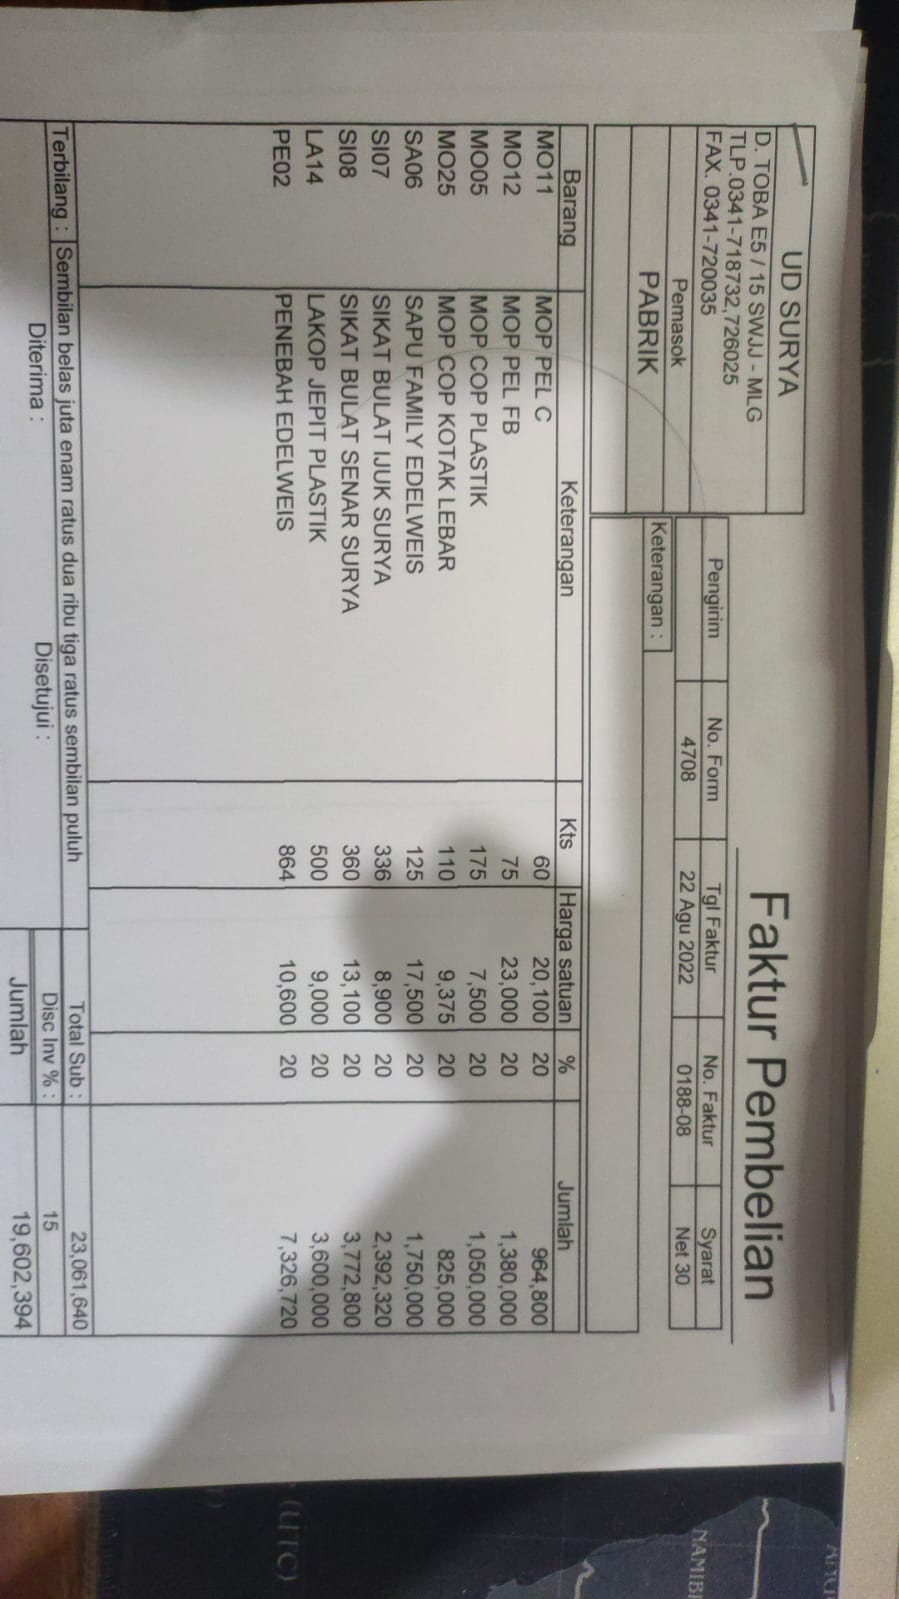 UD SURYA
D. TOBA E5 / 15 SWJJ - MLG
TLP.0341-718732,726025
FAX. 0341-720035
Faktur Pembelian
Pemasok
PABRIK
Pengirim No. Form Tgl Faktur No. Faktur Syarat
4708 22 Agu 2022 0188-08 Net 30
Keterangan :
Barang Keterangan Kts Harga satuan % Jumlah
MO11 MOP PEL C 60 20,100 20 964,800
MO12 MOP PEL FB 75 23,000 20 1,380,000
MO05 MOP COP PLASTIK 175 7,500 20 1,050,000
MO25 MOP COP KOTAK LEBAR 110 9,375 20 825,000
SA06 SAPU FAMILY EDELWEIS 125 17,500 20 1,750,000
SI07 SIKAT BULAT IJUK SURYA 336 8,900 20 2,392,320
SI08 SIKAT BULAT SENAR SURYA 360 13,100 20 3,772,800
LA14 LAKOP JEPIT PLASTIK 500 9,000 20 3,600,000
PE02 PENEBAH EDELWEIS 864 10,600 20 7,326,720
Total Sub : 23,061,640
Terbilang : Sembilan belas juta enam ratus dua ribu tiga ratus sembilan puluh
Disc Inv % : 15
Diterima : Disetujui :
Jumlah 19,602,394
(UTC)
NAMIBI